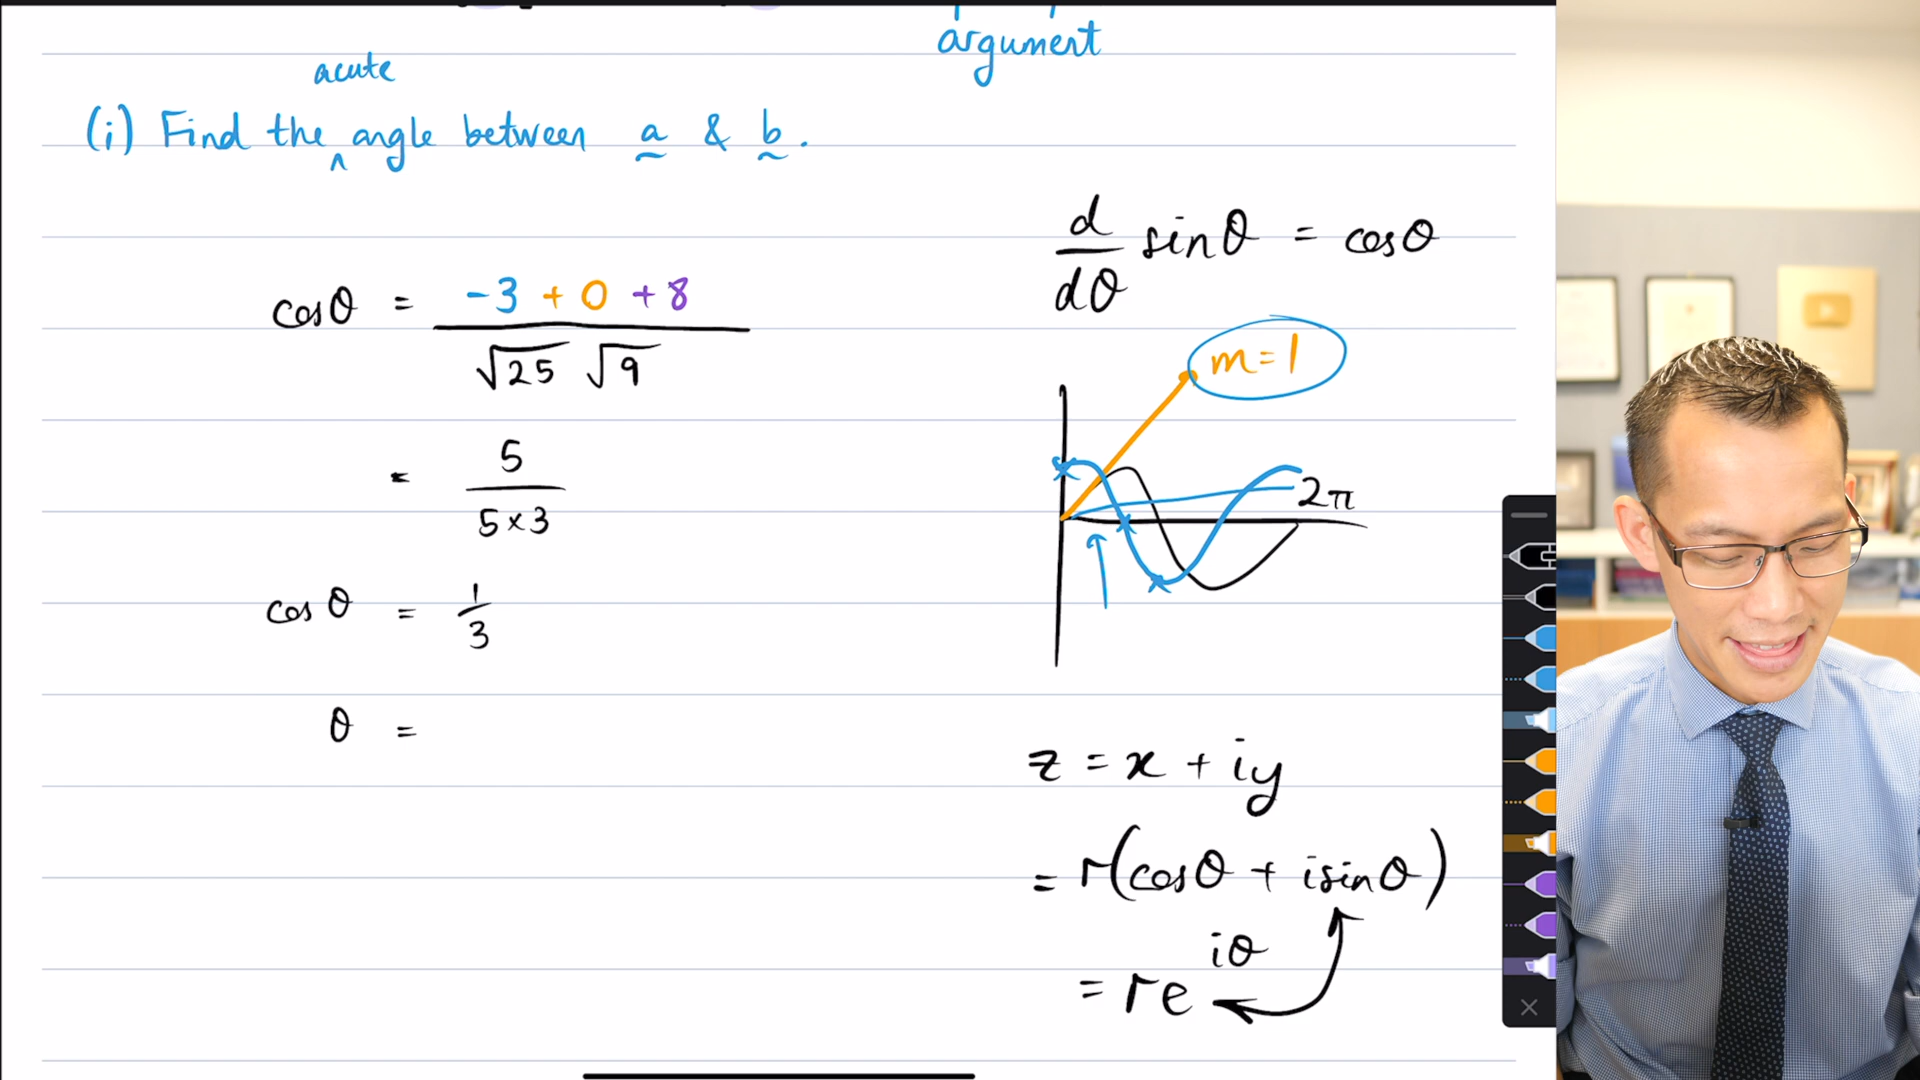 argument
acute
(i) Find the ^ angle between a & b.
d/dθ sinθ = cosθ
cosθ = -3 + 0 + 8 / √25 √9
m=1
= 5 / 5×3
2π
cos θ = 1/3
θ =
z = x + iy
= r(cosθ + isinθ)
= re^iθ